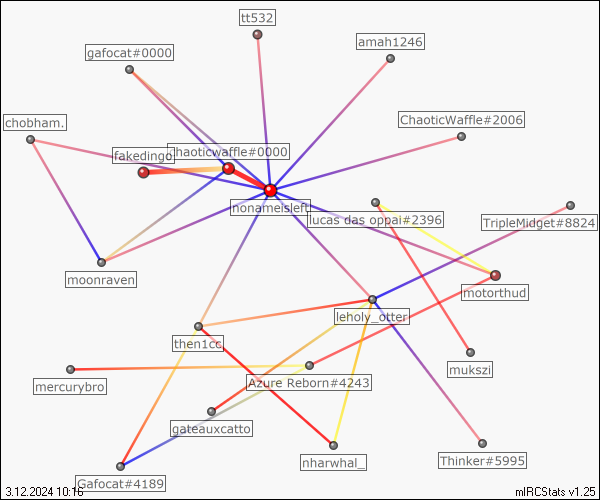 tt532
amah1246
gafocat#0000
ChaoticWaffle#2006
chobham.
chaoticwaffle#0000
fakedingo
nonameisleft
lucas das oppai#2396
TripleMidget#8824
moonraven
motorthud
leholy_otter
then1cc
mukszi
mercurybro
Azure Reborn#4243
gateauxcatto
nharwhal_
Thinker#5995
Gafocat#4189
3.12.2024 10:16
mIRCStats v1.25